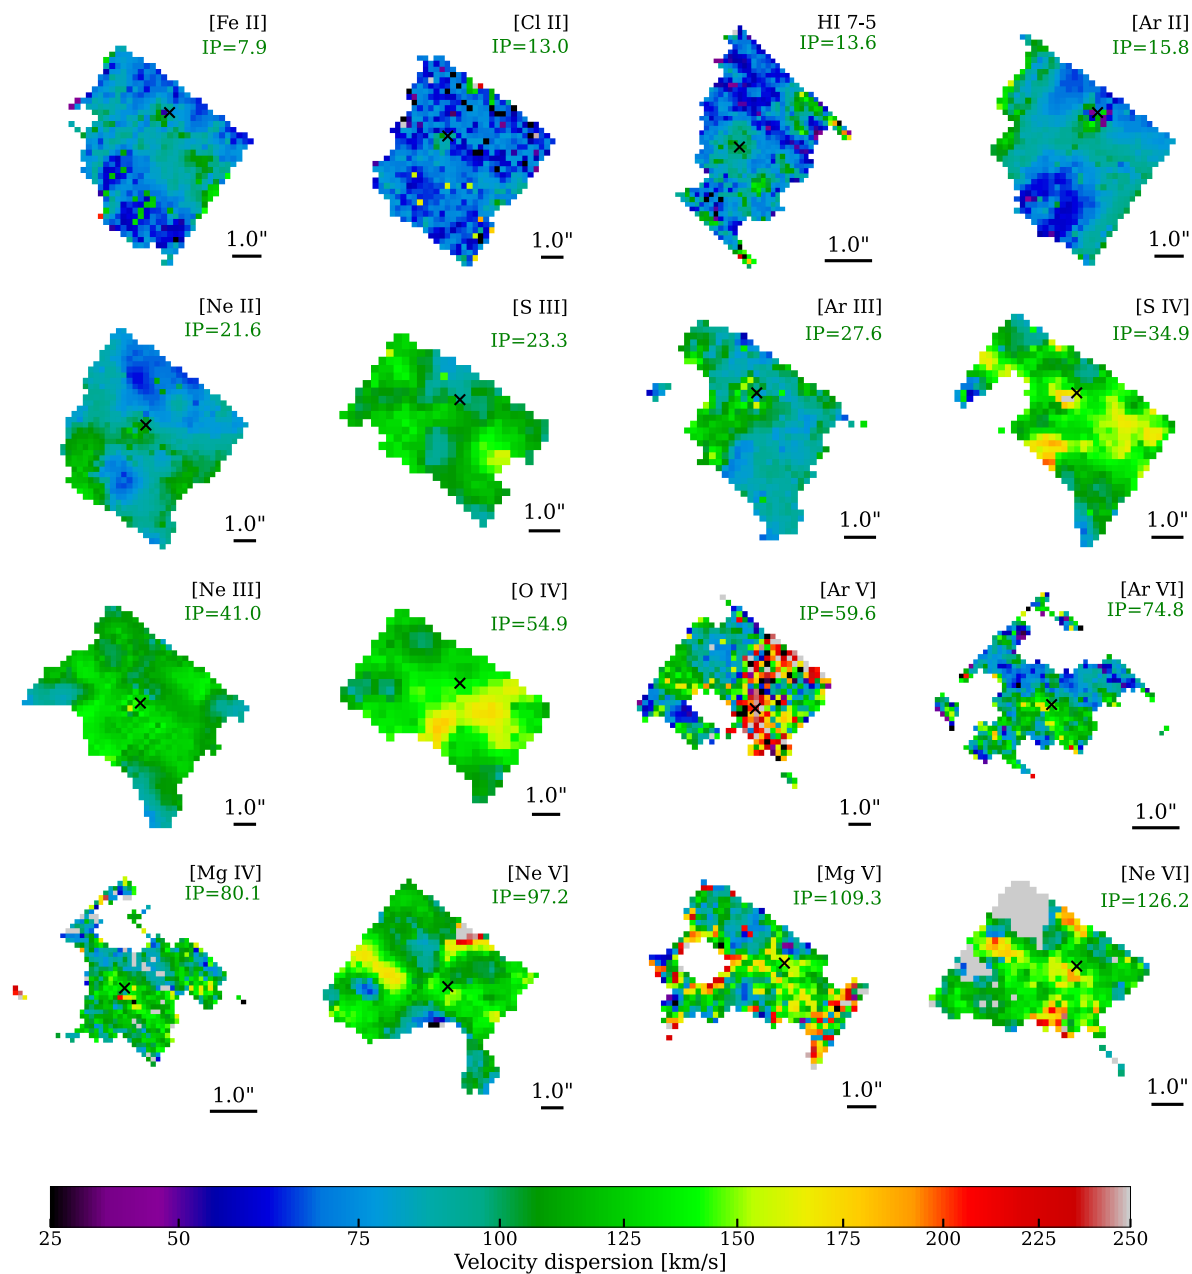 [Fe II]
IP=7.9
1.0"
[Cl II]
IP=13.0
1.0"
HI 7-5
IP=13.6
1.0"
[Ar II]
IP=15.8
1.0"
[Ne II]
IP=21.6
1.0"
[S III]
IP=23.3
1.0"
[Ar III]
IP=27.6
1.0"
[S IV]
IP=34.9
1.0"
[Ne III]
IP=41.0
1.0"
[O IV]
IP=54.9
1.0"
[Ar V]
IP=59.6
1.0"
[Ar VI]
IP=74.8
1.0"
[Mg IV]
IP=80.1
1.0"
[Ne V]
IP=97.2
1.0"
[Mg V]
IP=109.3
1.0"
[Ne VI]
IP=126.2
1.0"
25 50 75 100 125 150 175 200 225 250
Velocity dispersion [km/s]